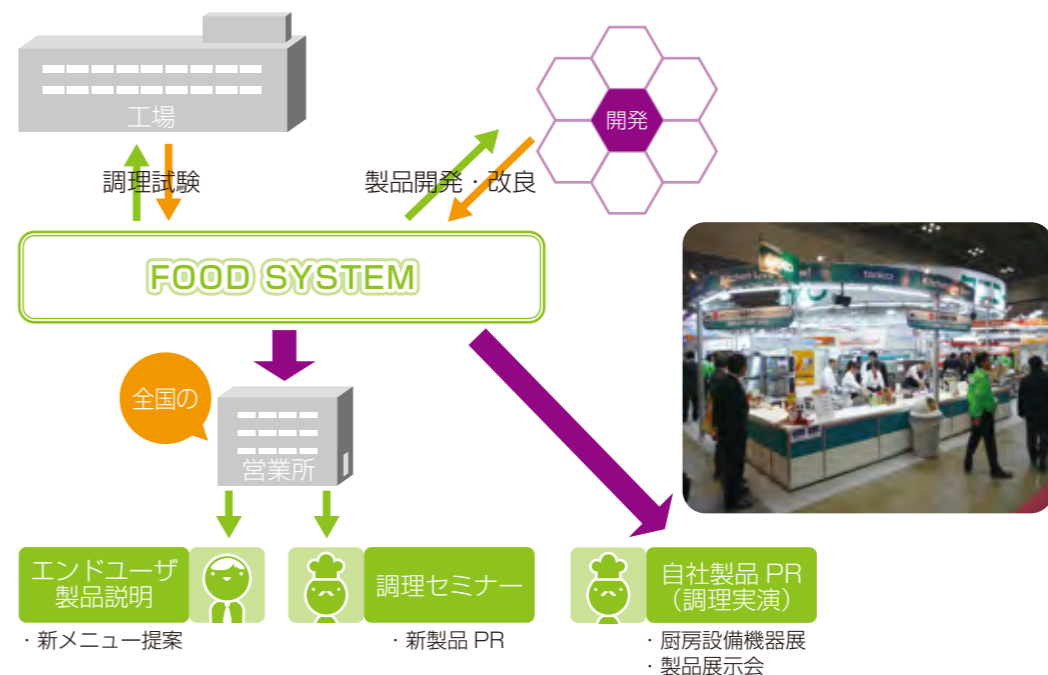 工場
開発
調理試験
製品開発・改良
FOOD SYSTEM
TANICO
全国の
営業所
エンドユーザ
製品説明
調理セミナー
自社製品 PR
（調理実演）
・新メニュー提案
・新製品 PR
・厨房設備機器展
・製品展示会